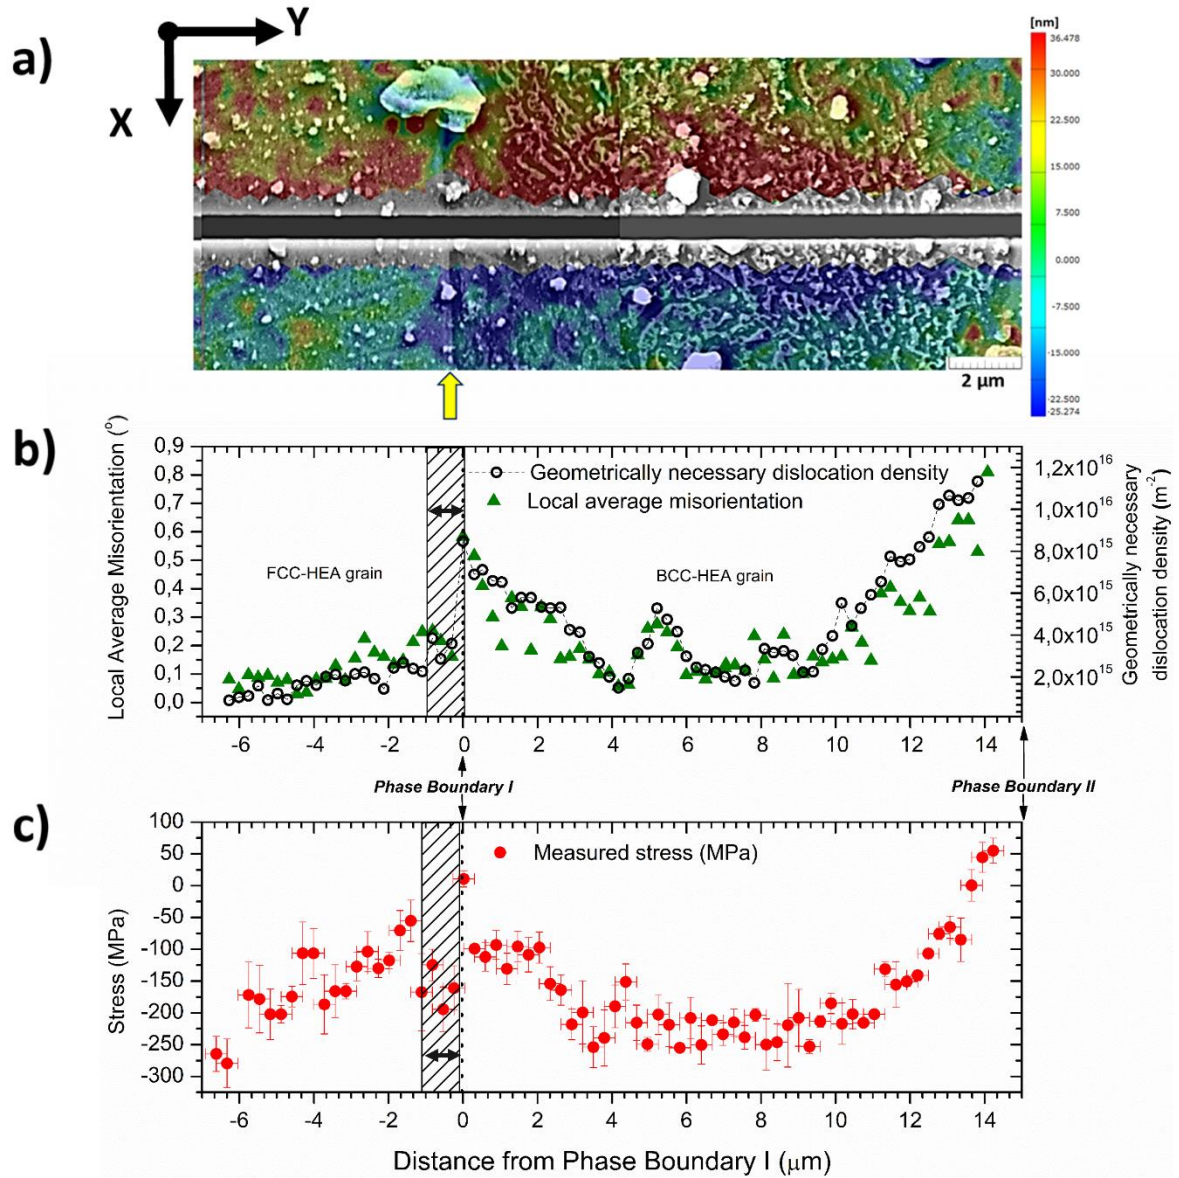 a)
Y
X
[nm]
36.478
30.000
22.500
15.000
7.500
0.000
-7.500
-15.000
-22.500
-25.274
2 μm
b)
Local Average Misorientation (°)
0,9
0,8
0,7
0,6
0,5
0,4
0,3
0,2
0,1
0,0
Geometrically necessary dislocation density
Local average misorientation
FCC-HEA grain
BCC-HEA grain
1,2x10¹⁶
1,0x10¹⁶
8,0x10¹⁵
6,0x10¹⁵
4,0x10¹⁵
2,0x10¹⁵
Geometrically necessary
dislocation density (m⁻²)
-6 -4 -2 0 2 4 6 8 10 12 14
Phase Boundary I
Phase Boundary II
c)
Stress (MPa)
100
50
0
-50
-100
-150
-200
-250
-300
Measured stress (MPa)
-6 -4 -2 0 2 4 6 8 10 12 14
Distance from Phase Boundary I (μm)